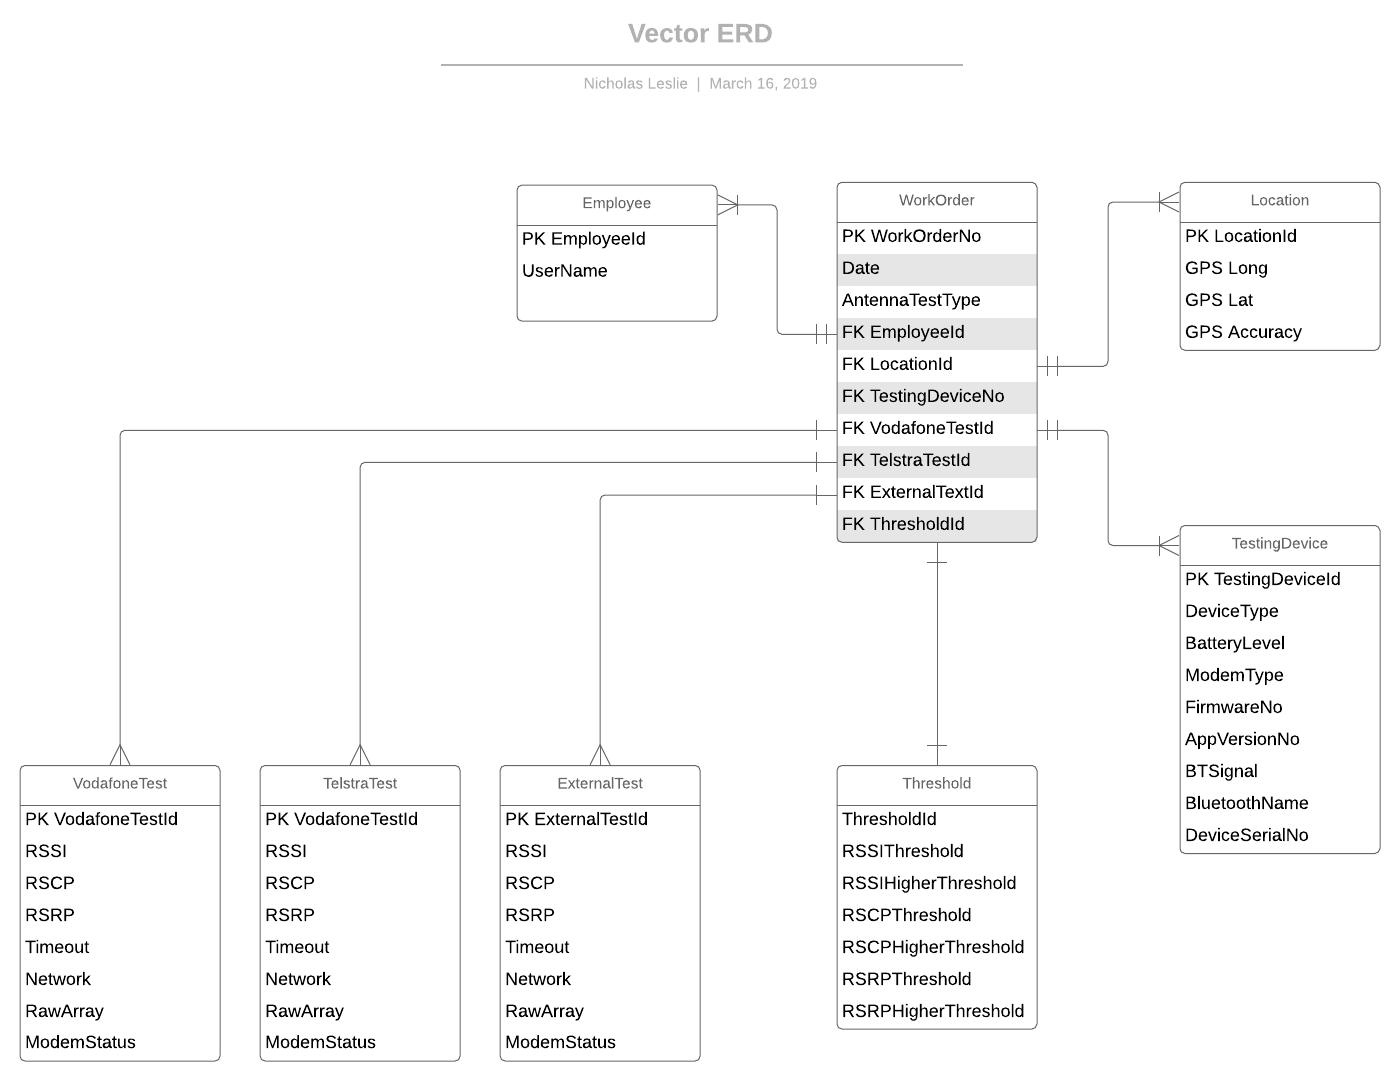 Vector ERD
Nicholas Leslie | March 16, 2019
Employee
PK EmployeeId
UserName
WorkOrder
PK WorkOrderNo
Date
AntennaTestType
FK EmployeeId
FK LocationId
FK TestingDeviceNo
FK VodafoneTestId
FK TelstraTestId
FK ExternalTextId
FK ThresholdId
Location
PK LocationId
GPS Long
GPS Lat
GPS Accuracy
TestingDevice
PK TestingDeviceId
DeviceType
BatteryLevel
ModemType
FirmwareNo
AppVersionNo
BTSignal
BluetoothName
DeviceSerialNo
VodafoneTest
PK VodafoneTestId
RSSI
RSCP
RSRP
Timeout
Network
RawArray
ModemStatus
TelstraTest
PK VodafoneTestId
RSSI
RSCP
RSRP
Timeout
Network
RawArray
ModemStatus
ExternalTest
PK ExternalTestId
RSSI
RSCP
RSRP
Timeout
Network
RawArray
ModemStatus
Threshold
ThresholdId
RSSIThreshold
RSSIHigherThreshold
RSCPThreshold
RSCPHigherThreshold
RSRPThreshold
RSRPHigherThreshold